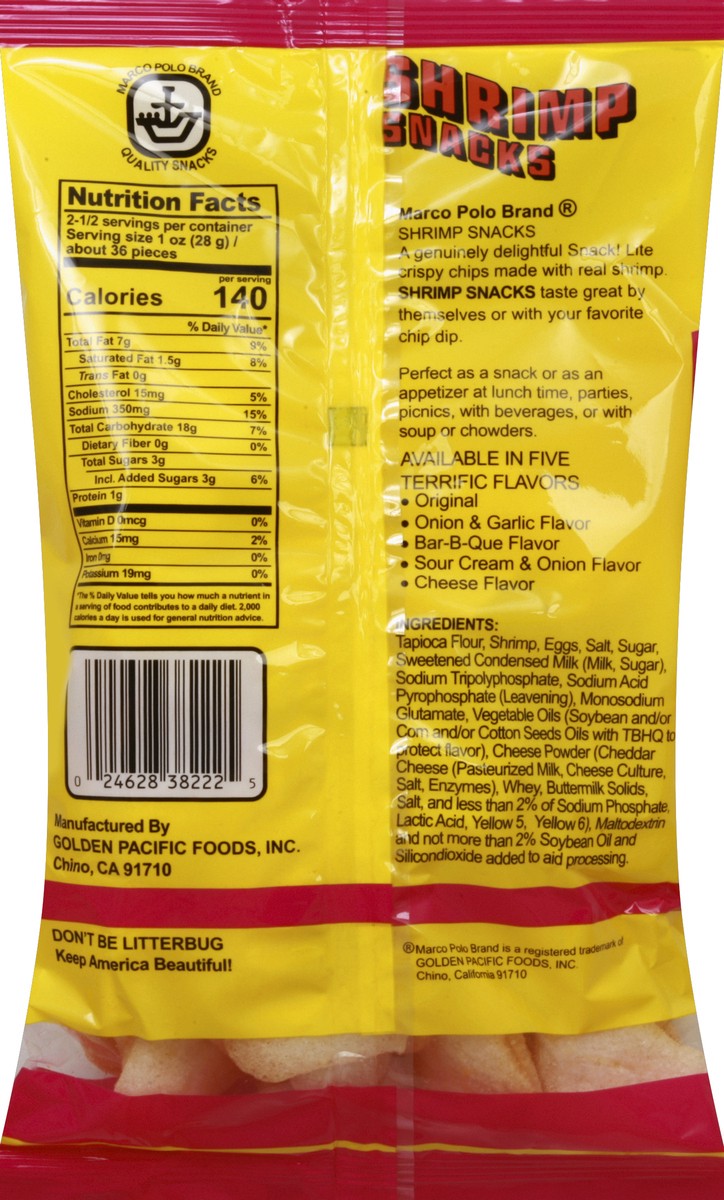 MARCO POLO BRAND
QUALITY SNACKS
Nutrition Facts
2-1/2 servings per container
Serving size 1 oz (28 g) /
about 36 pieces
per serving
Calories 140
% Daily Value*
Total Fat 7g 9%
Saturated Fat 1.5g 8%
Trans Fat 0g
Cholesterol 15mg 5%
Sodium 350mg 15%
Total Carbohydrate 18g 7%
Dietary Fiber 0g 0%
Total Sugars 3g
Incl. Added Sugars 3g 6%
Protein 1g
Vitamin D 0mcg 0%
Calcium 15mg 2%
Iron 0mg 0%
Potassium 19mg 0%
*The % Daily Value tells you how much a nutrient in
a serving of food contributes to a daily diet. 2,000
calories a day is used for general nutrition advice.
0 24628 38222 5
Manufactured By
GOLDEN PACIFIC FOODS, INC.
Chino, CA 91710
DON'T BE LITTERBUG
Keep America Beautiful!
SHRIMP
SNACKS
Marco Polo Brand ®
SHRIMP SNACKS
A genuinely delightful Snack! Lite
crispy chips made with real shrimp.
SHRIMP SNACKS taste great by
themselves or with your favorite
chip dip.
Perfect as a snack or as an
appetizer at lunch time, parties,
picnics, with beverages, or with
soup or chowders.
AVAILABLE IN FIVE
TERRIFIC FLAVORS
• Original
• Onion & Garlic Flavor
• Bar-B-Que Flavor
• Sour Cream & Onion Flavor
• Cheese Flavor
INGREDIENTS:
Tapioca Flour, Shrimp, Eggs, Salt, Sugar,
Sweetened Condensed Milk (Milk, Sugar),
Sodium Tripolyphosphate, Sodium Acid
Pyrophosphate (Leavening), Monosodium
Glutamate, Vegetable Oils (Soybean and/or
Corn and/or Cotton Seeds Oils with TBHQ to
protect flavor), Cheese Powder (Cheddar
Cheese (Pasteurized Milk, Cheese Culture,
Salt, Enzymes), Whey, Buttermilk Solids,
Salt, and less than 2% of Sodium Phosphate,
Lactic Acid, Yellow 5, Yellow 6), Maltodextrin
and not more than 2% Soybean Oil and
Silicondioxide added to aid processing.
®Marco Polo Brand is a registered trademark of
GOLDEN PACIFIC FOODS, INC.
Chino, California 91710